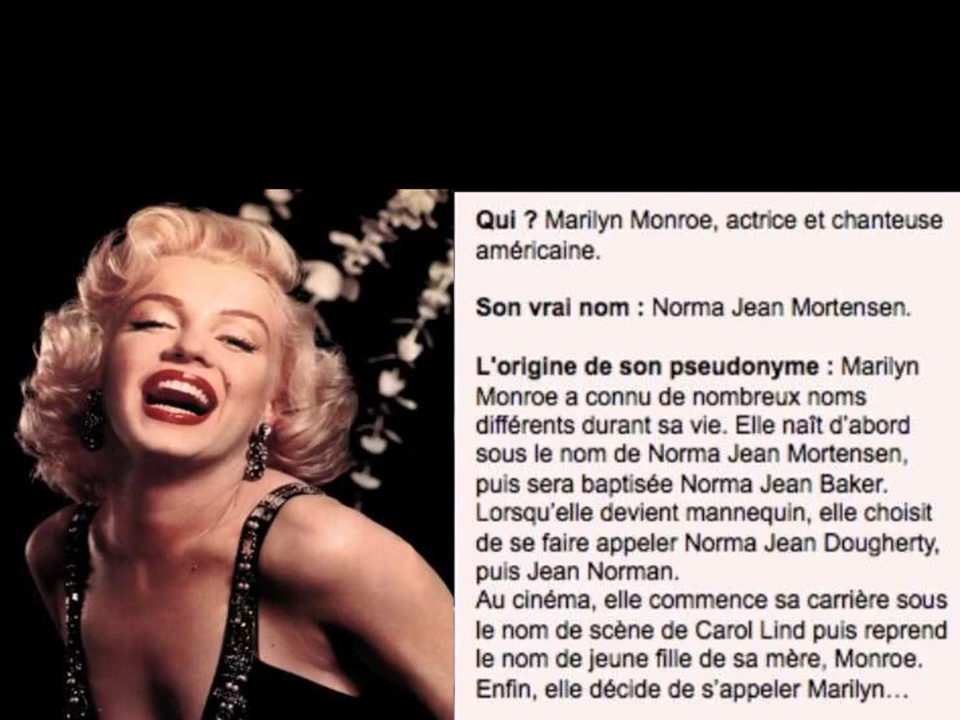 Qui ? Marilyn Monroe, actrice et chanteuse
américaine.
Son vrai nom : Norma Jean Mortensen.
L'origine de son pseudonyme : Marilyn
Monroe a connu de nombreux noms
différents durant sa vie. Elle naît d'abord
sous le nom de Norma Jean Mortensen,
puis sera baptisée Norma Jean Baker.
Lorsqu'elle devient mannequin, elle choisit
de se faire appeler Norma Jean Dougherty,
puis Jean Norman.
Au cinéma, elle commence sa carrière sous
le nom de scène de Carol Lind puis reprend
le nom de jeune fille de sa mère, Monroe.
Enfin, elle décide de s'appeler Marilyn…